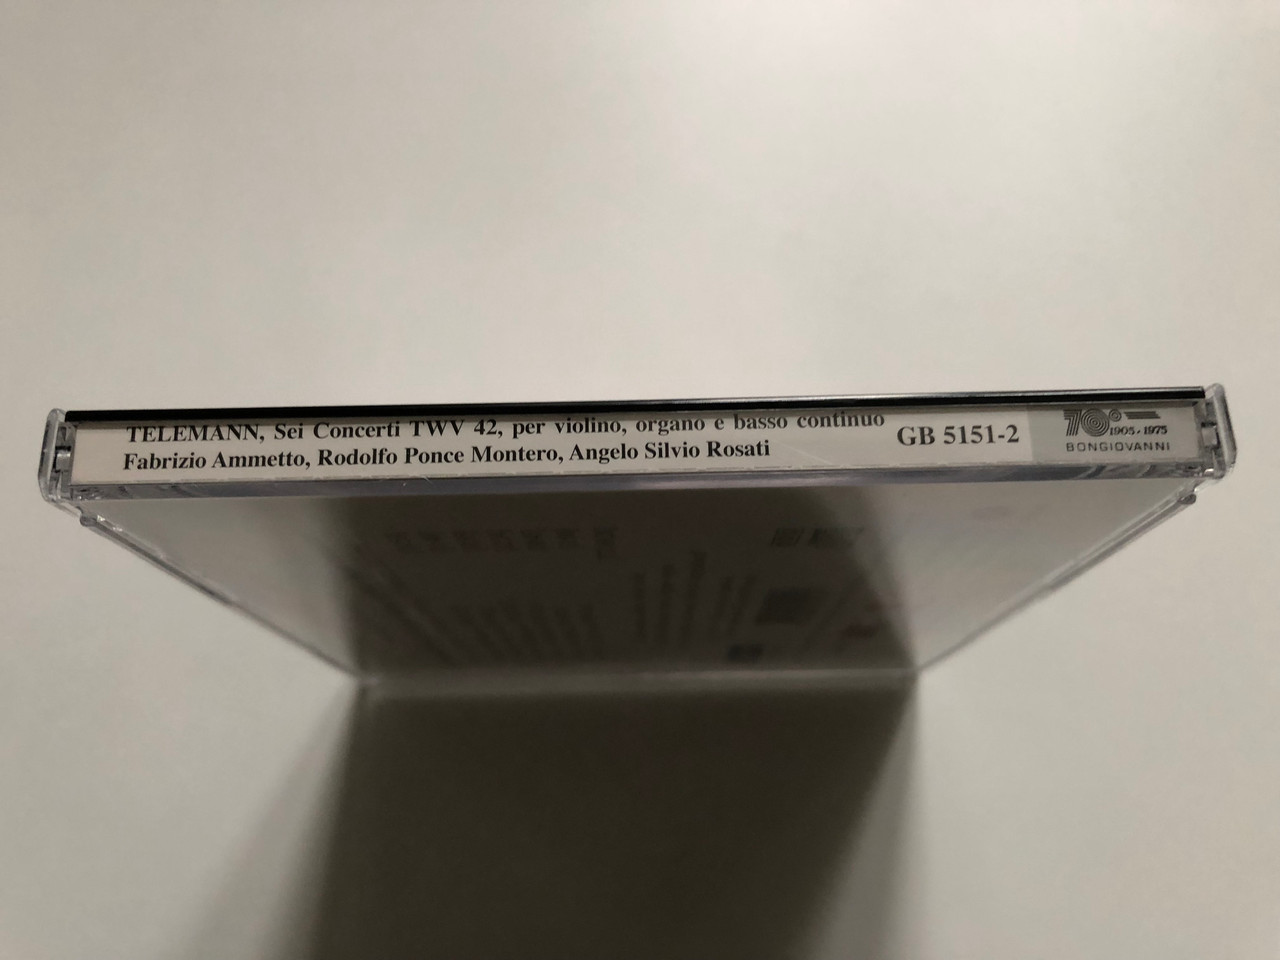 TELEMANN, Sei Concerti TWV 42, per violino, organo e basso continuo
Fabrizio Ammetto, Rodolfo Ponce Montero, Angelo Silvio Rosati
GB 5151-2
70°
1905-1975
BONGIOVANNI